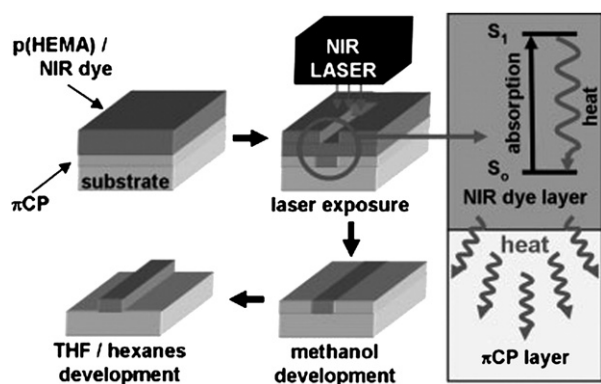 p(HEMA) /
NIR dye
πCP
substrate
NIR
LASER
laser exposure
S1
absorption
heat
So
NIR dye layer
heat
πCP layer
methanol
development
THF / hexanes
development